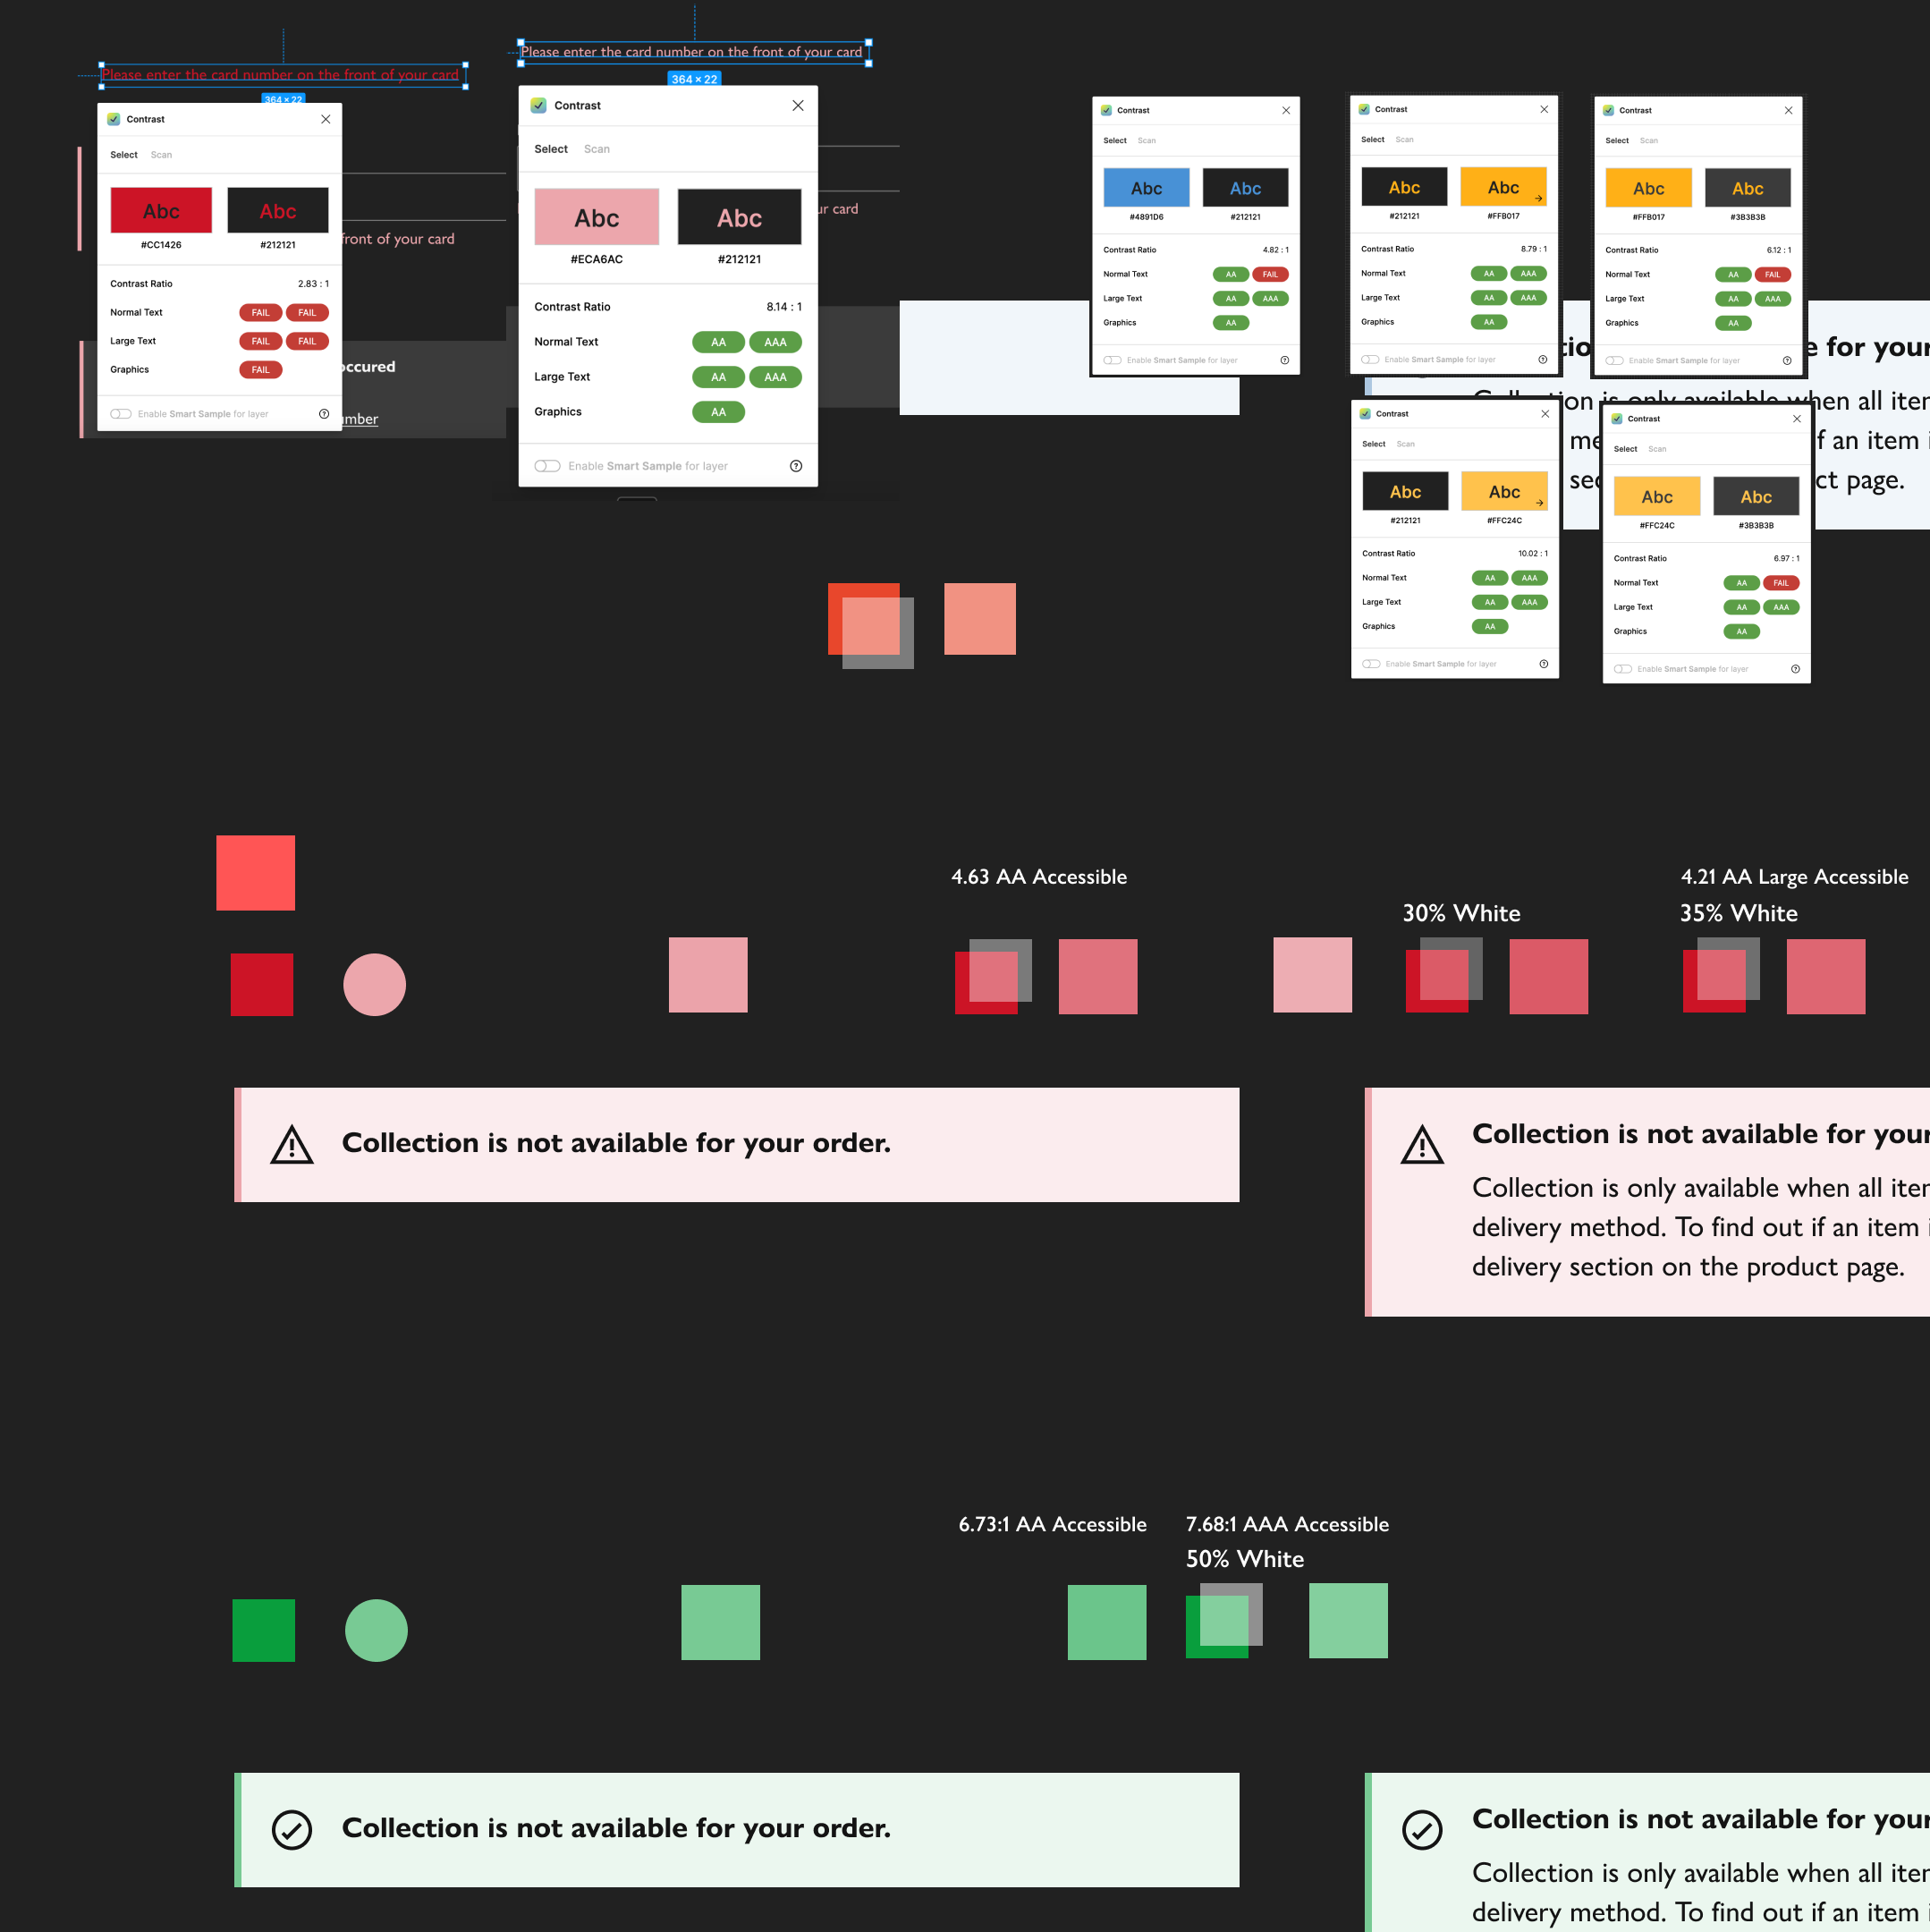 Please enter the card number on the front of your card
364 × 22
Contrast
Select Scan
Abc Abc
#CC1426 #212121
Contrast Ratio 2.83 : 1
Normal Text FAIL FAIL
Large Text FAIL FAIL
Graphics FAIL
Enable Smart Sample for layer
front of your card
occured
umber
Please enter the card number on the front of your card
364 × 22
Contrast
Select Scan
Abc Abc
#ECA6AC #212121
Contrast Ratio 8.14 : 1
Normal Text AA AAA
Large Text AA AAA
Graphics AA
Enable Smart Sample for layer
ur card
Contrast
Select Scan
Abc Abc
#4891D6 #212121
Contrast Ratio 4.82 : 1
Normal Text AA FAIL
Large Text AA AAA
Graphics AA
Enable Smart Sample for layer
Contrast
Select Scan
Abc Abc
#212121 #FFB017
Contrast Ratio 8.79 : 1
Normal Text AA AAA
Large Text AA AAA
Graphics AA
Enable Smart Sample for layer
Contrast
Select Scan
Abc Abc
#FFB017 #3B3B3B
Contrast Ratio 6.12 : 1
Normal Text AA FAIL
Large Text AA AAA
Graphics AA
Enable Smart Sample for layer
e for your
Collection is only available when all iter
f an item i
ct page.
Contrast
Select Scan
Abc Abc
#212121 #FFC24C
Contrast Ratio 10.02 : 1
Normal Text AA AAA
Large Text AA AAA
Graphics AA
Enable Smart Sample for layer
Contrast
Select Scan
Abc Abc
#FFC24C #3B3B3B
Contrast Ratio 6.97 : 1
Normal Text AA FAIL
Large Text AA AAA
Graphics AA
Enable Smart Sample for layer
4.63 AA Accessible
30% White
4.21 AA Large Accessible
35% White
Collection is not available for your order.
Collection is not available for your
Collection is only available when all iter
delivery method. To find out if an item i
delivery section on the product page.
6.73:1 AA Accessible
7.68:1 AAA Accessible
50% White
Collection is not available for your order.
Collection is not available for your
Collection is only available when all iter
delivery method. To find out if an item i